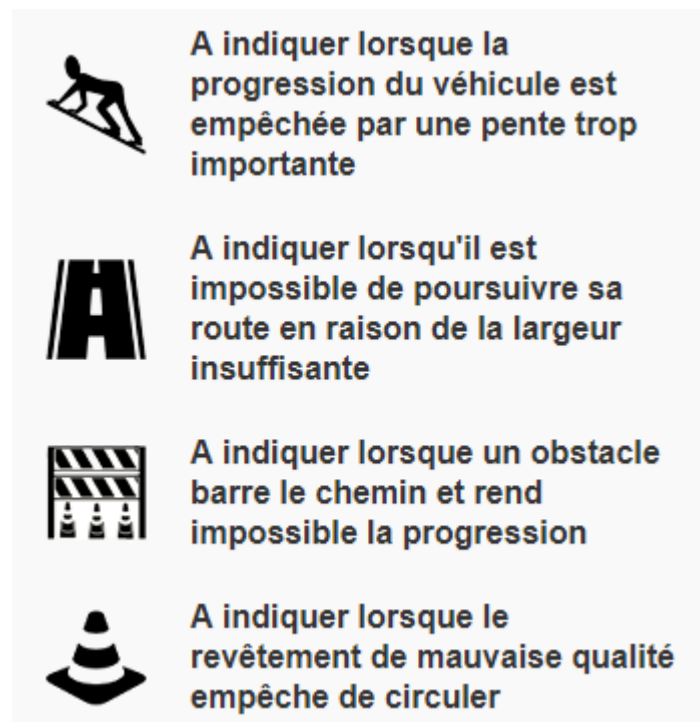 A indiquer lorsque la
progression du véhicule est
empêchée par une pente trop
importante
A indiquer lorsqu'il est
impossible de poursuivre sa
route en raison de la largeur
insuffisante
A indiquer lorsque un obstacle
barre le chemin et rend
impossible la progression
A indiquer lorsque le
revêtement de mauvaise qualité
empêche de circuler